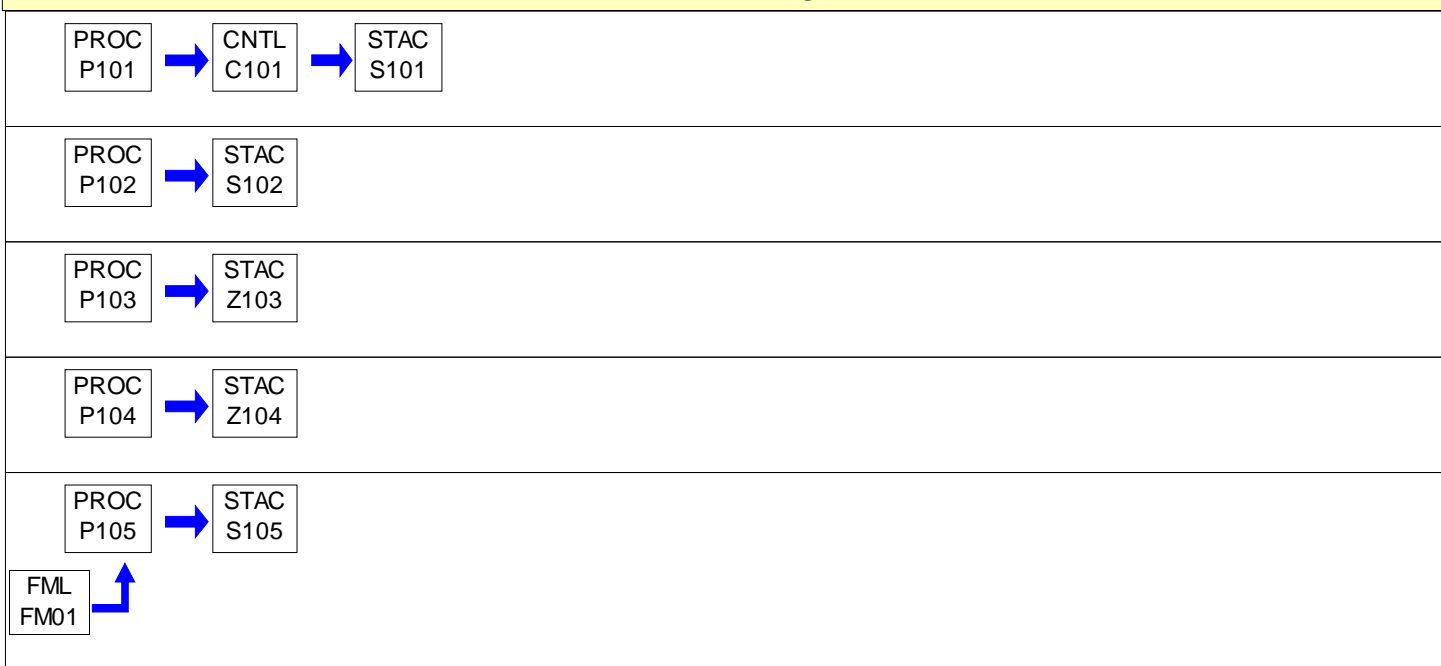 PROC
P101
CNTL
C101
STAC
S101
PROC
P102
STAC
S102
PROC
P103
STAC
Z103
PROC
P104
STAC
Z104
PROC
P105
STAC
S105
FML
FM01